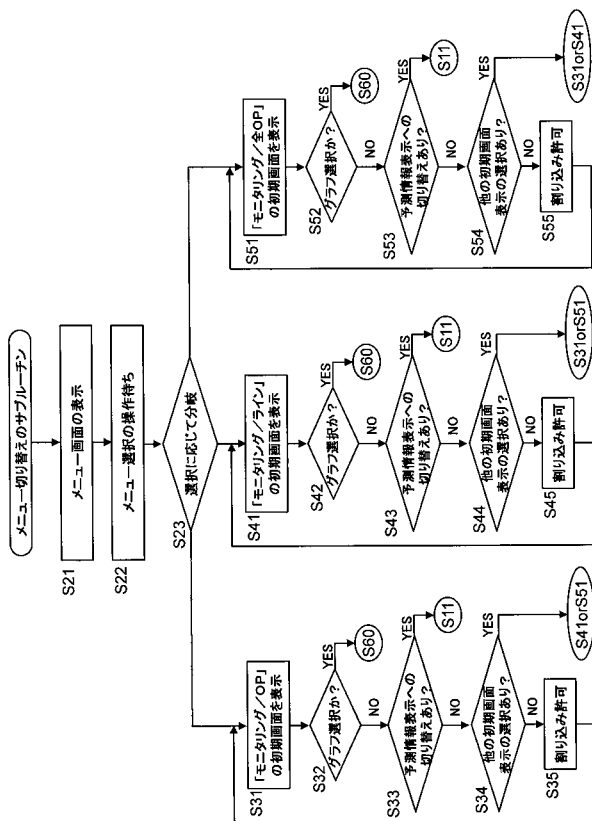 メニュー切り替えのサブルーチン
S21
メニュー画面の表示
S22
メニュー選択の操作待ち
S23
選択に応じて分岐
S31
「モニタリング／OP」
の初期画面を表示
S32
グラフ選択か?
YES
S60
NO
S33
予測情報表示への
切り替えあり?
YES
S11
NO
S34
他の初期画面
表示の選択あり?
YES
S41orS51
NO
S35
割り込み許可
S41
「モニタリング／ライン」
の初期画面を表示
S42
グラフ選択か?
YES
S60
NO
S43
予測情報表示への
切り替えあり?
YES
S11
NO
S44
他の初期画面
表示の選択あり?
YES
S31orS51
NO
S45
割り込み許可
S51
「モニタリング／全OP」
の初期画面を表示
S52
グラフ選択か?
YES
S60
NO
S53
予測情報表示への
切り替えあり?
YES
S11
NO
S54
他の初期画面
表示の選択あり?
YES
S31orS41
NO
S55
割り込み許可